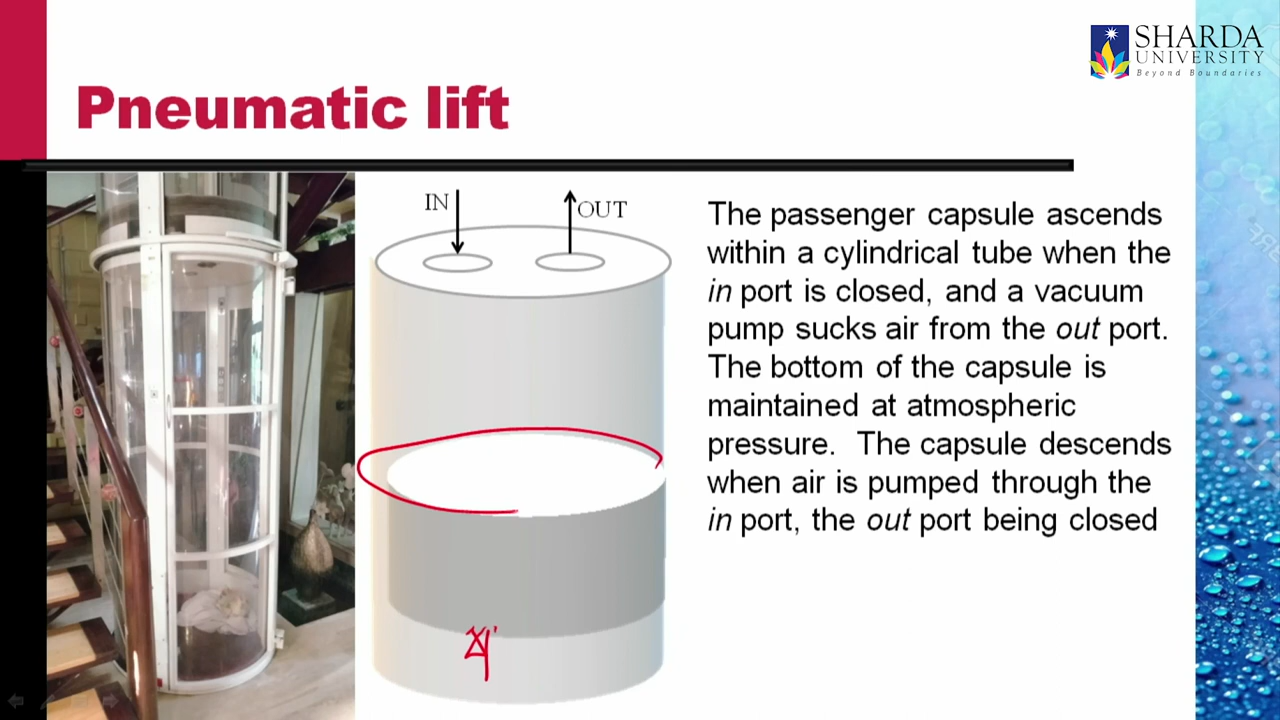 SHARDA
UNIVERSITY
Beyond Boundaries
Pneumatic lift
IN
OUT
The passenger capsule ascends
within a cylindrical tube when the
in port is closed, and a vacuum
pump sucks air from the out port.
The bottom of the capsule is
maintained at atmospheric
pressure. The capsule descends
when air is pumped through the
in port, the out port being closed